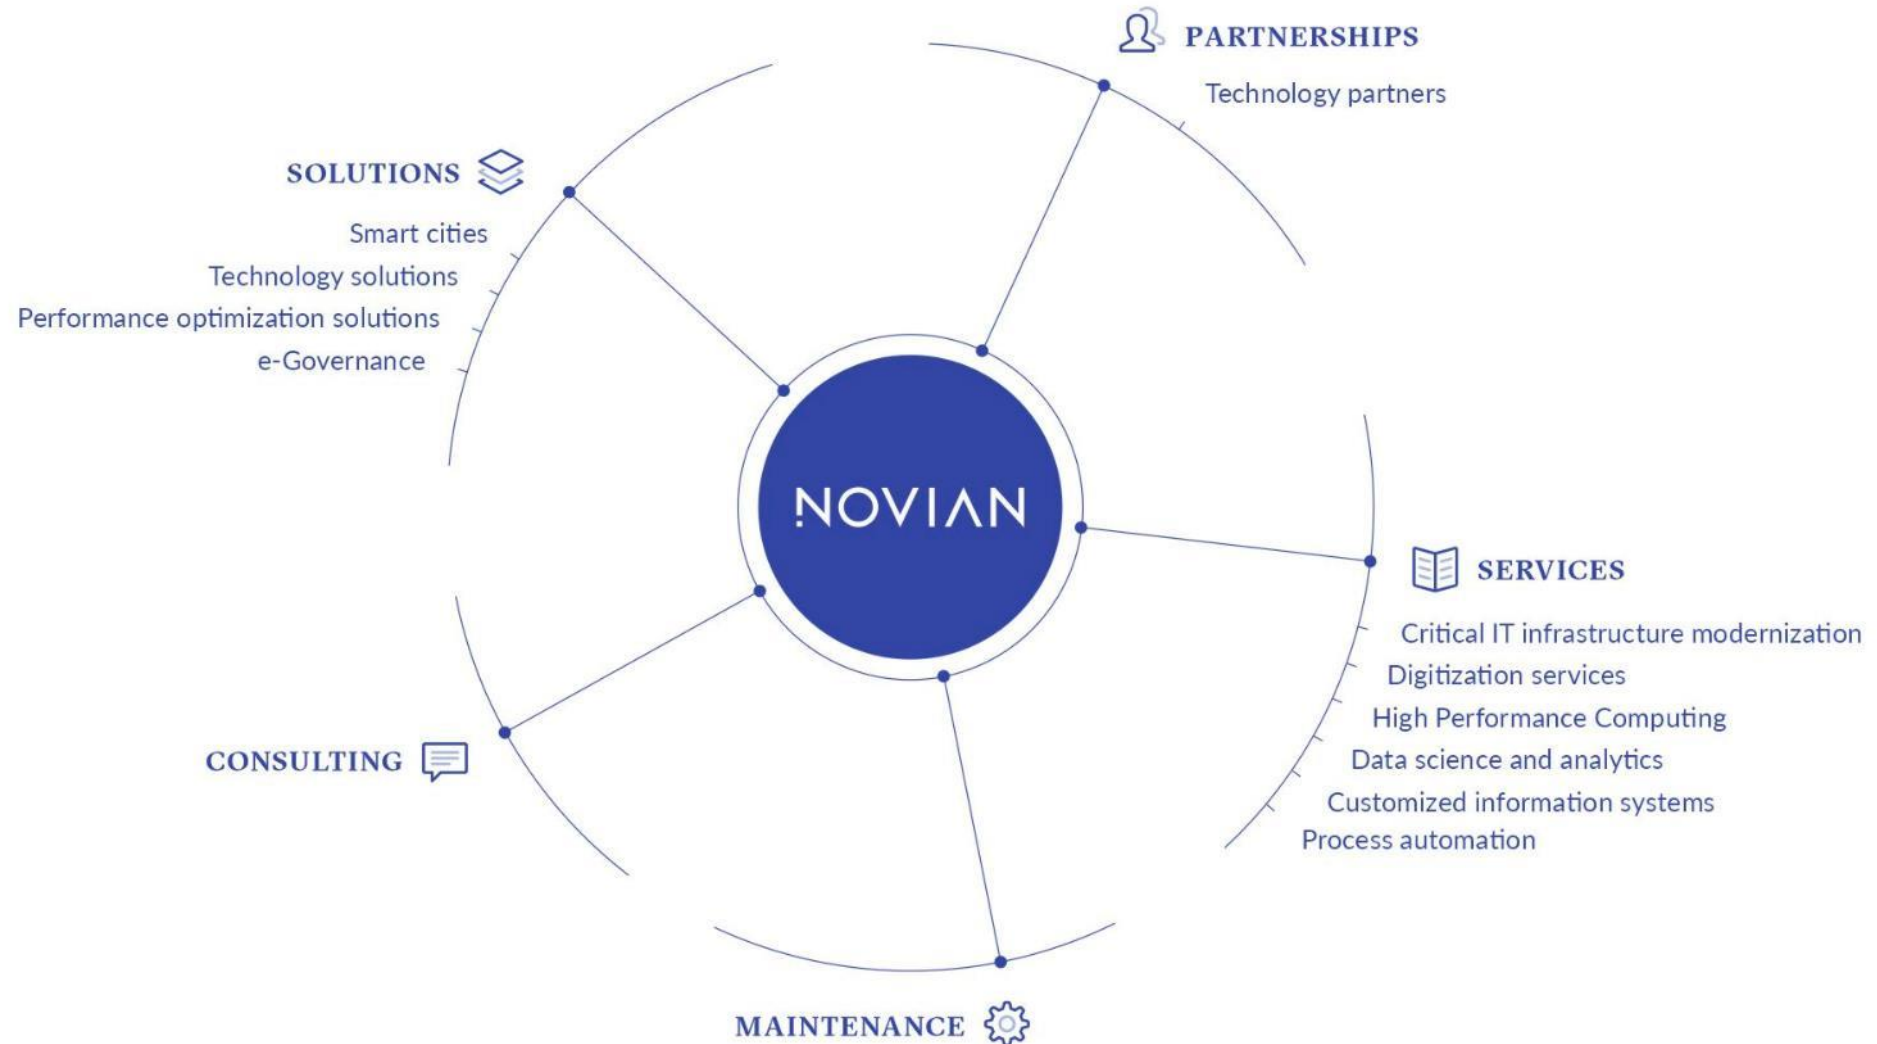 PARTNERSHIPS
Technology partners
SOLUTIONS
Smart cities
Technology solutions
Performance optimization solutions
e-Governance
NOVIAN
SERVICES
Critical IT infrastructure modernization
Digitization services
High Performance Computing
Data science and analytics
Customized information systems
Process automation
CONSULTING
MAINTENANCE